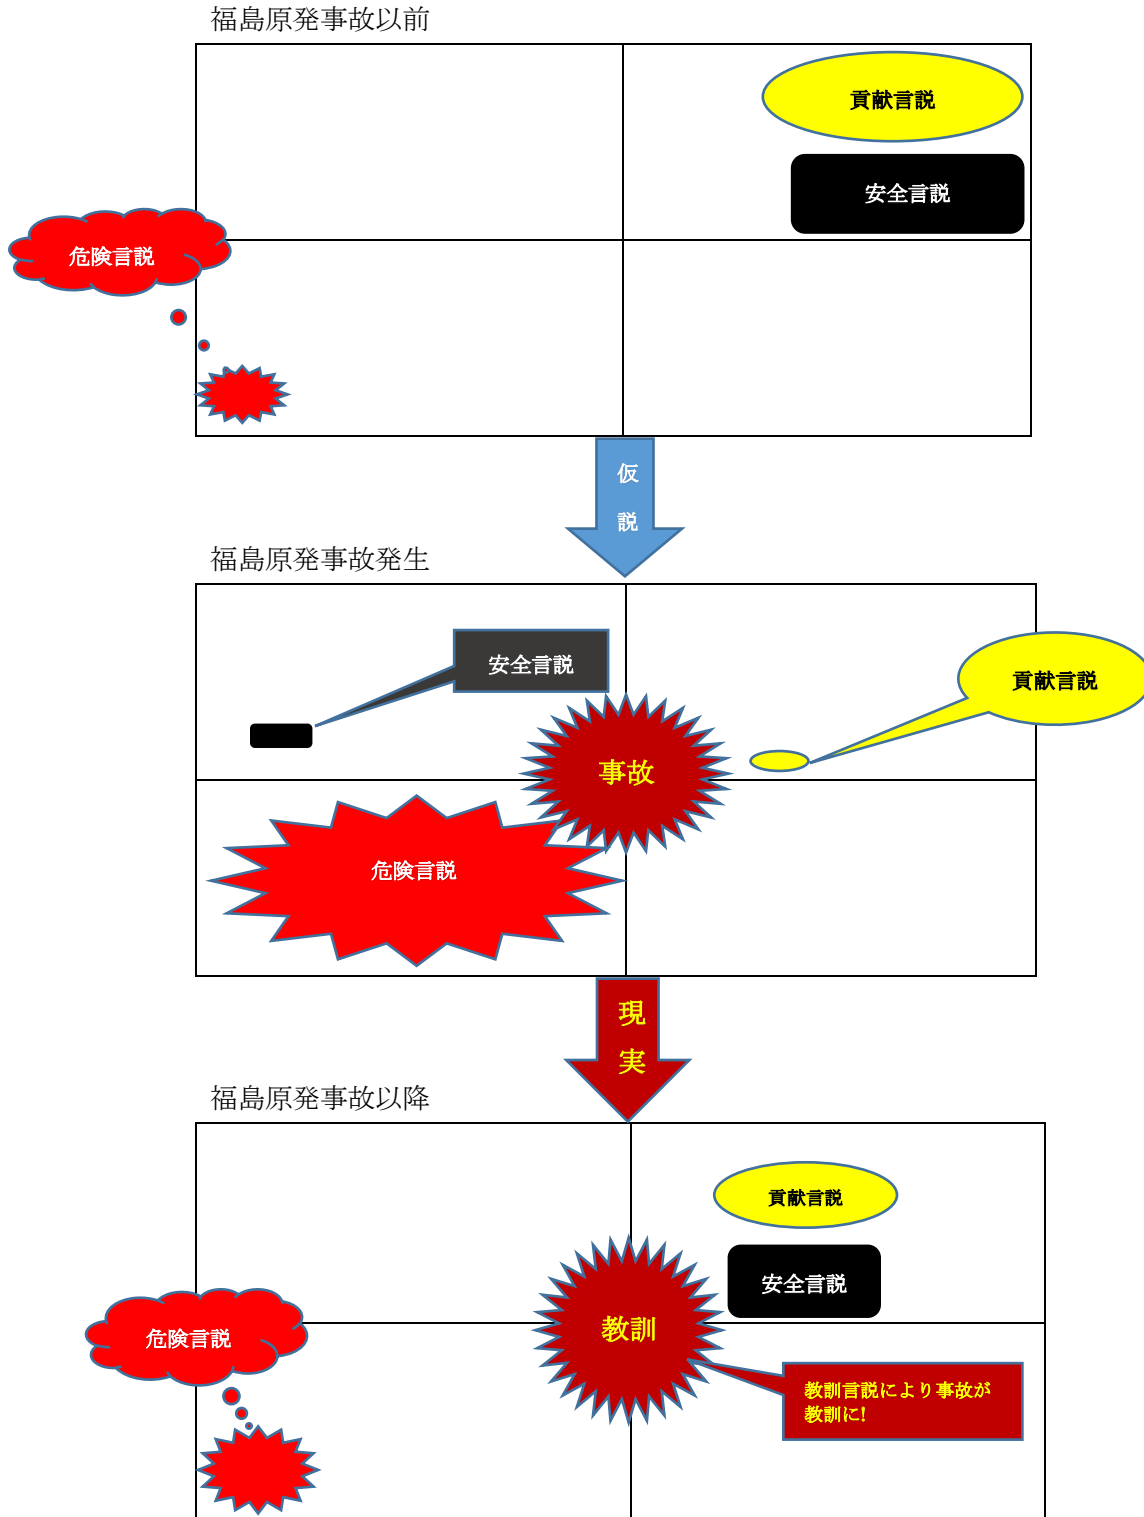 福島原発事故以前
貢献言説
安全言説
危険言説
仮
説
福島原発事故発生
安全言説
貢献言説
事故
危険言説
現
実
福島原発事故以降
貢献言説
安全言説
教訓
危険言説
教訓言説により事故が
教訓に!